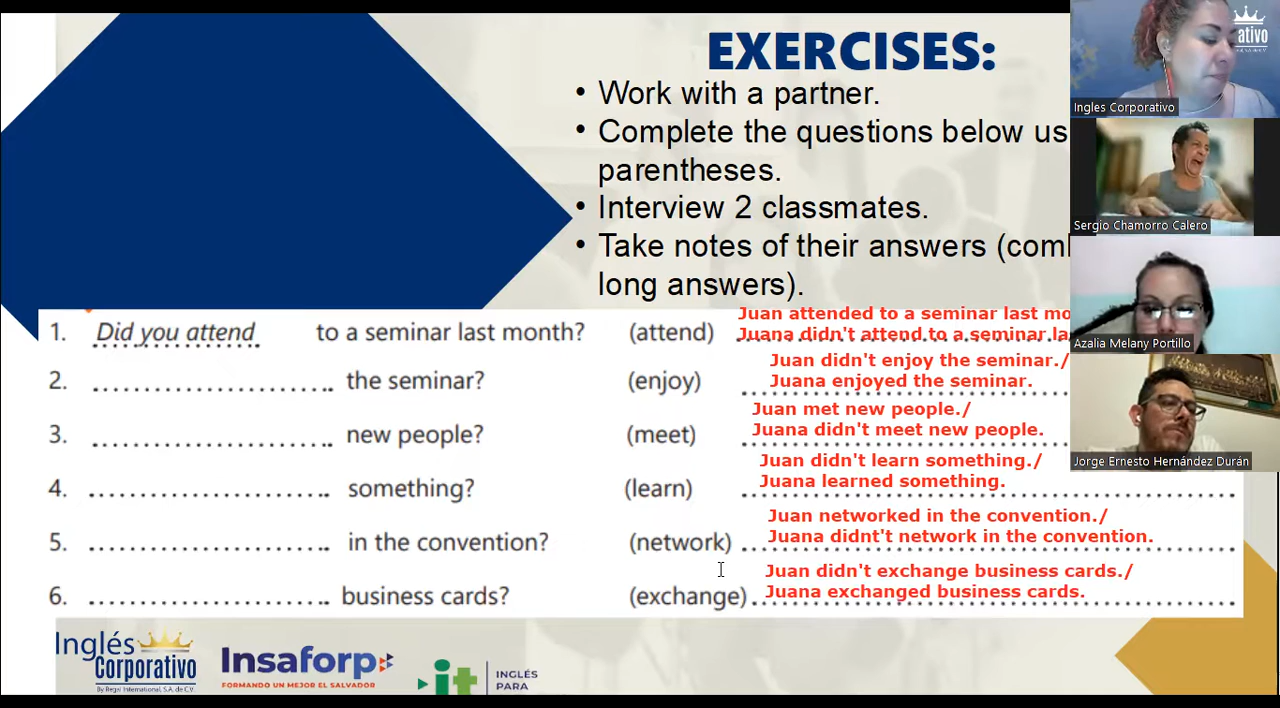 EXERCISES:
• Work with a partner.
• Complete the questions below us
parentheses.
• Interview 2 classmates.
• Take notes of their answers (com
long answers).
1. Did you attend to a seminar last month? (attend) Juan attended to a seminar last mo
Juana didn't attend to a seminar la
2. the seminar? (enjoy) Juan didn't enjoy the seminar./
Juana enjoyed the seminar.
3. new people? (meet) Juan met new people./
Juana didn't meet new people.
4. something? (learn) Juan didn't learn something./
Juana learned something.
5. in the convention? (network) Juan networked in the convention./
Juana didnt't network in the convention.
6. business cards? (exchange) Juan didn't exchange business cards./
Juana exchanged business cards.
Inglés
Corporativo
By Regal International, S.A. de C.V.
Insaforp
FORMANDO UN MEJOR EL SALVADOR
it
INGLÉS
PARA
ativo
Ingles Corporativo
Sergio Chamorro Calero
Azalia Melany Portillo
Jorge Ernesto Hernández Durán